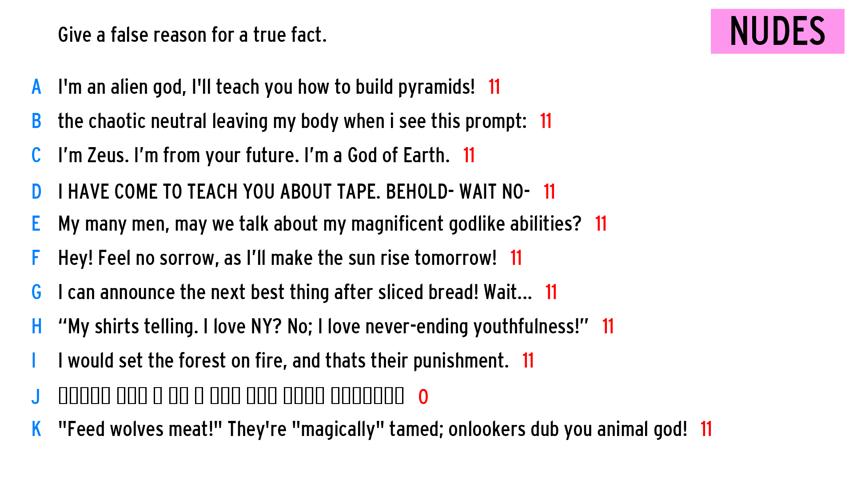 Give a false reason for a true fact.
NUDES
A I'm an alien god, I'll teach you how to build pyramids! 11
B the chaotic neutral leaving my body when i see this prompt: 11
C I’m Zeus. I’m from your future. I’m a God of Earth. 11
D I HAVE COME TO TEACH YOU ABOUT TAPE. BEHOLD- WAIT NO- 11
E My many men, may we talk about my magnificent godlike abilities? 11
F Hey! Feel no sorrow, as I’ll make the sun rise tomorrow! 11
G I can announce the next best thing after sliced bread! Wait... 11
H “My shirts telling. I love NY? No; I love never-ending youthfulness!” 11
I I would set the forest on fire, and thats their punishment. 11
J 0
K "Feed wolves meat!" They're "magically" tamed; onlookers dub you animal god! 11